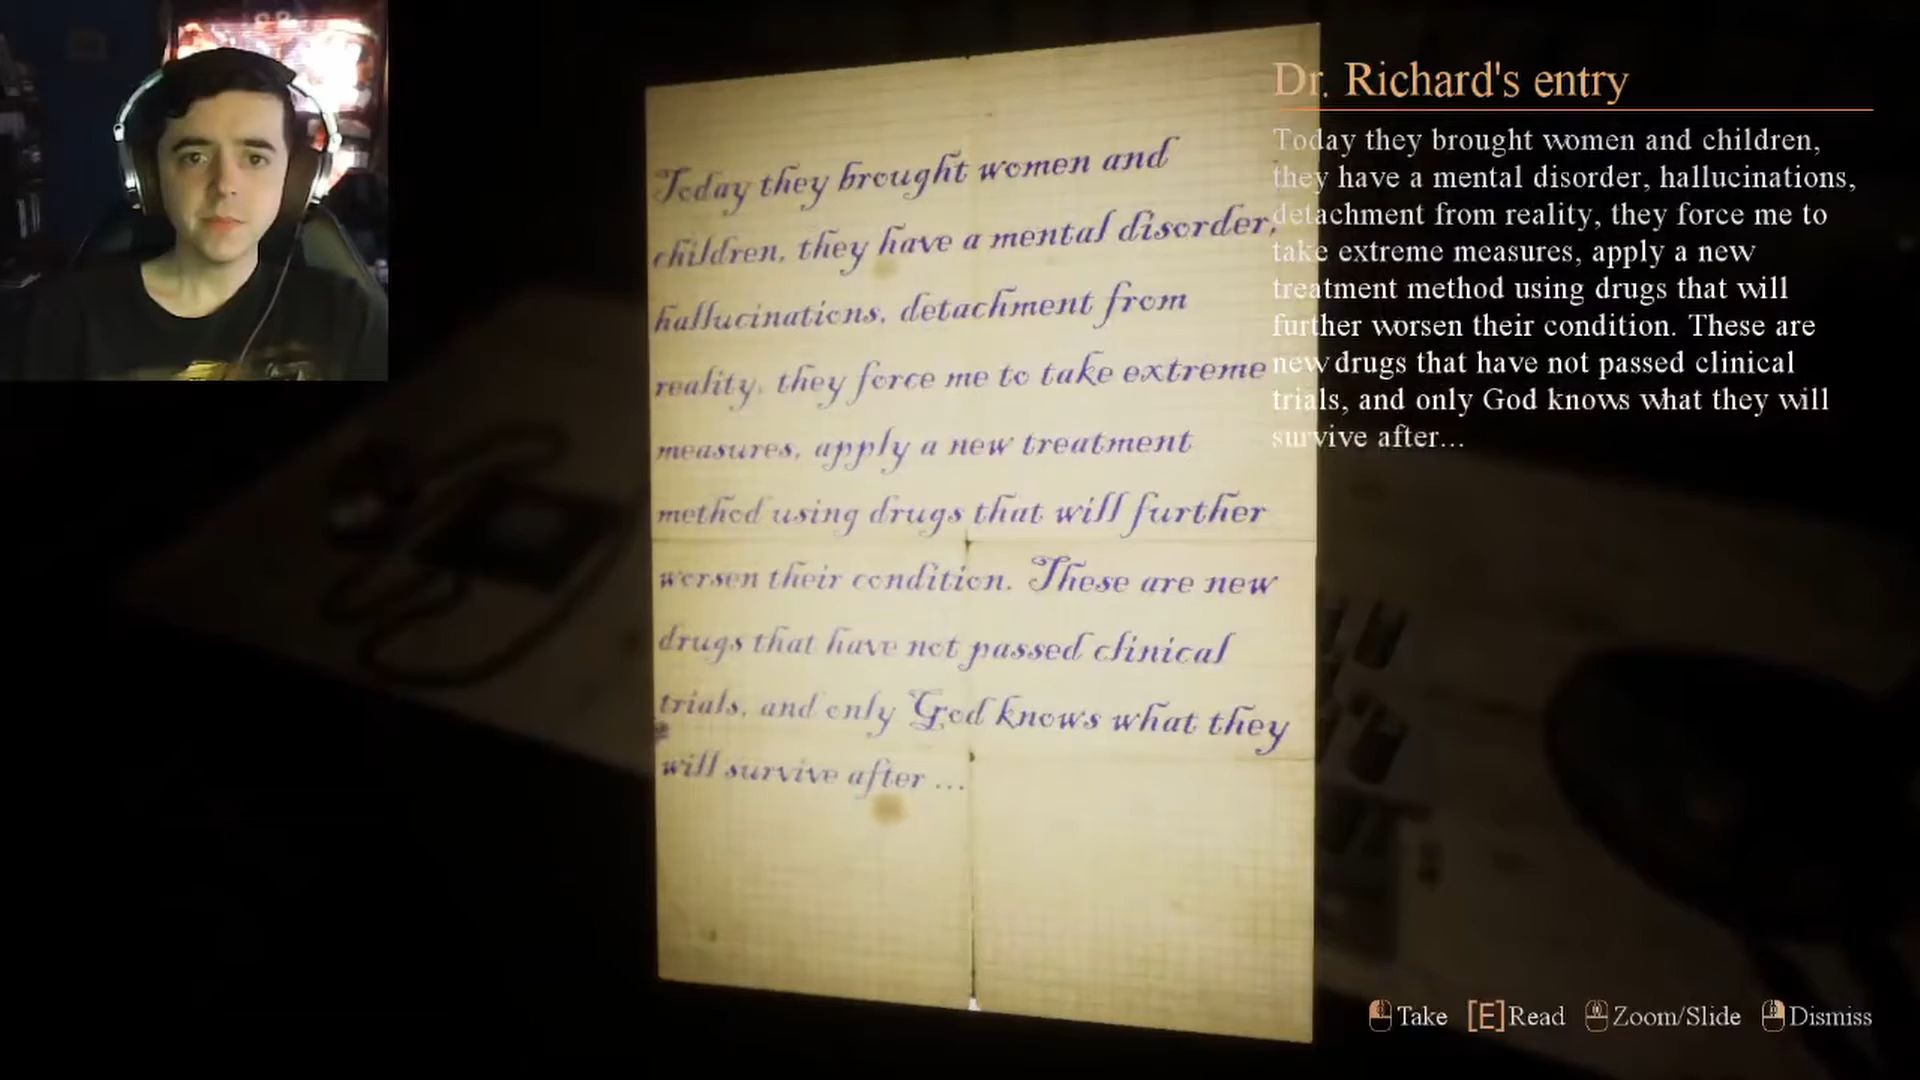 Today they brought women and
children, they have a mental disorder,
hallucinations, detachment from
reality, they force me to take extreme
measures, apply a new treatment
method using drugs that will further
worsen their condition. These are new
drugs that have not passed clinical
trials, and only God knows what they
will survive after ...
Dr. Richard's entry
Today they brought women and children,
they have a mental disorder, hallucinations,
detachment from reality, they force me to
take extreme measures, apply a new
treatment method using drugs that will
further worsen their condition. These are
new drugs that have not passed clinical
trials, and only God knows what they will
survive after...
Take [E] Read Zoom/Slide Dismiss